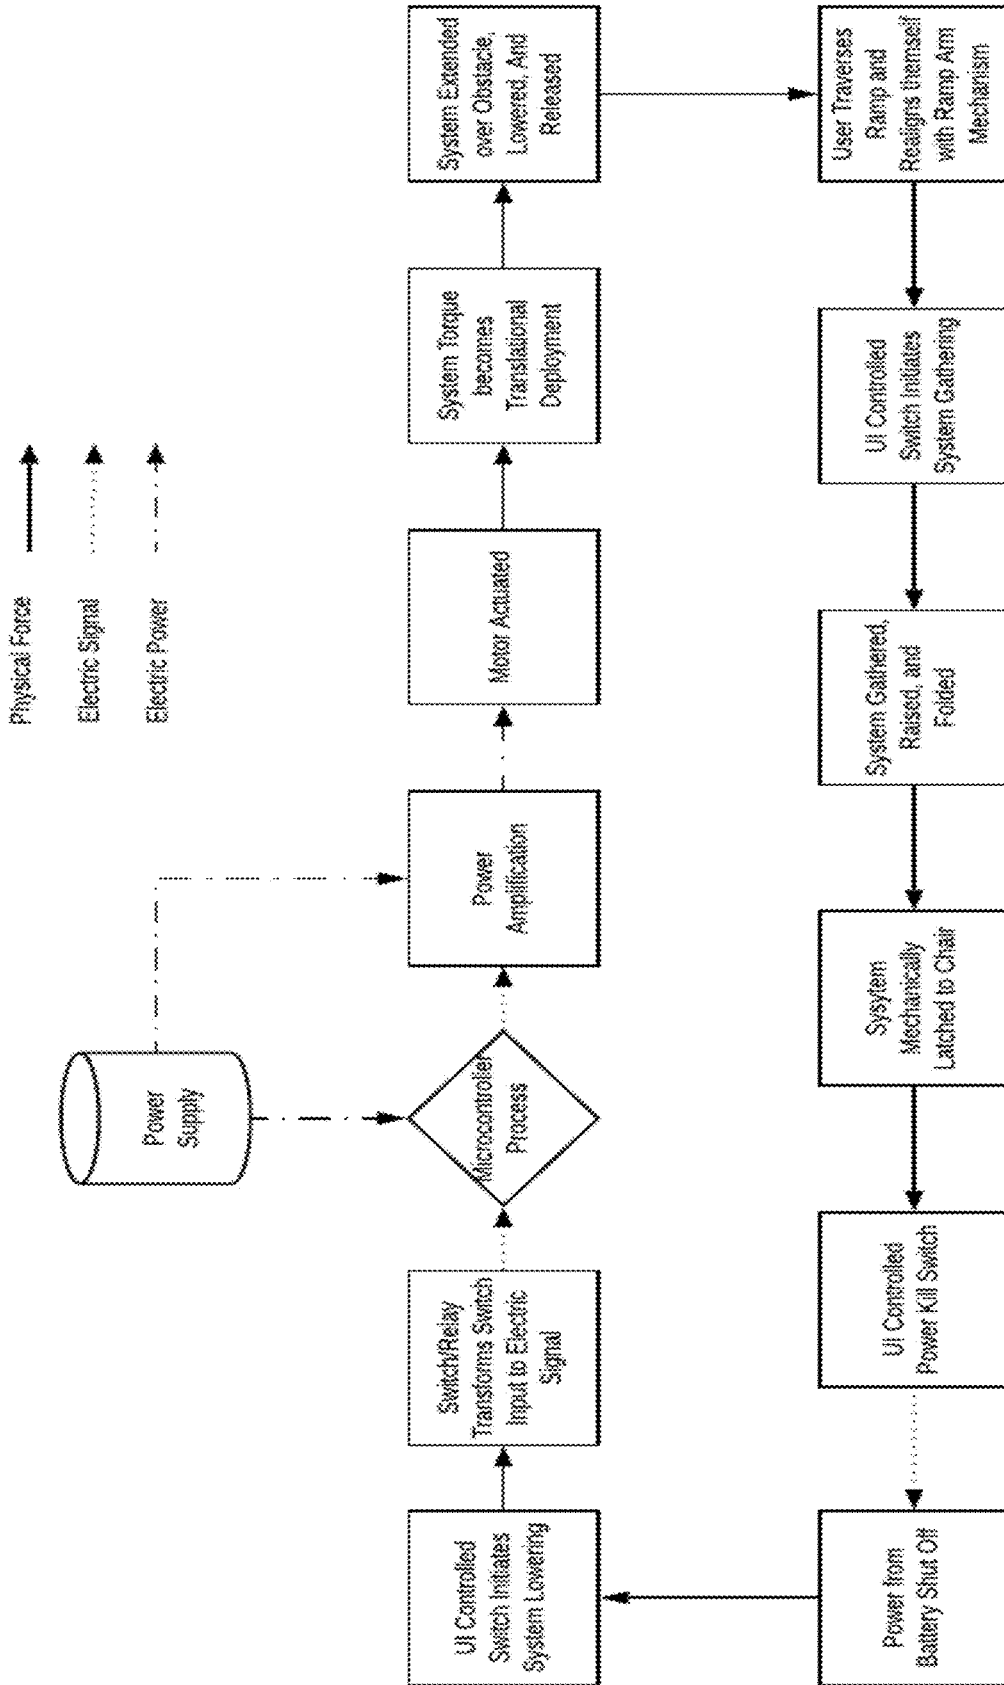 Physical Force
Electric Signal
Electric Power
Power
Supply
UI Controlled
Switch Initiates
System Lowering
Switch/Relay
Transforms Switch
Input to Electric
Signal
Microcontroller
Process
Power
Amplification
Motor Actuated
System Torque
becomes
Translational
Deployment
System Extended
over Obstacle,
Lowered, And
Released
User Traverses
Ramp and
Realigns themself
with Ramp Arm
Mechanism
UI Controlled
Switch Initiates
System Gathering
System Gathered,
Raised, and
Folded
Sysytem
Mechanically
Latched to Chair
UI Controlled
Power Kill Switch
Power from
Battery Shut Off